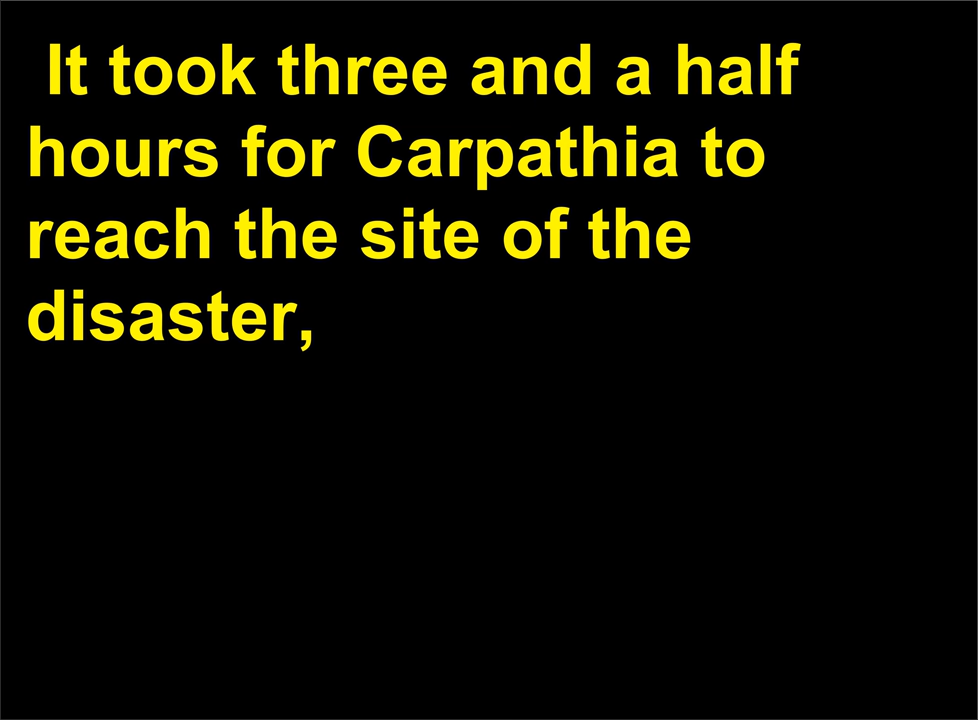 It took three and a half
hours for Carpathia to
reach the site of the
disaster,